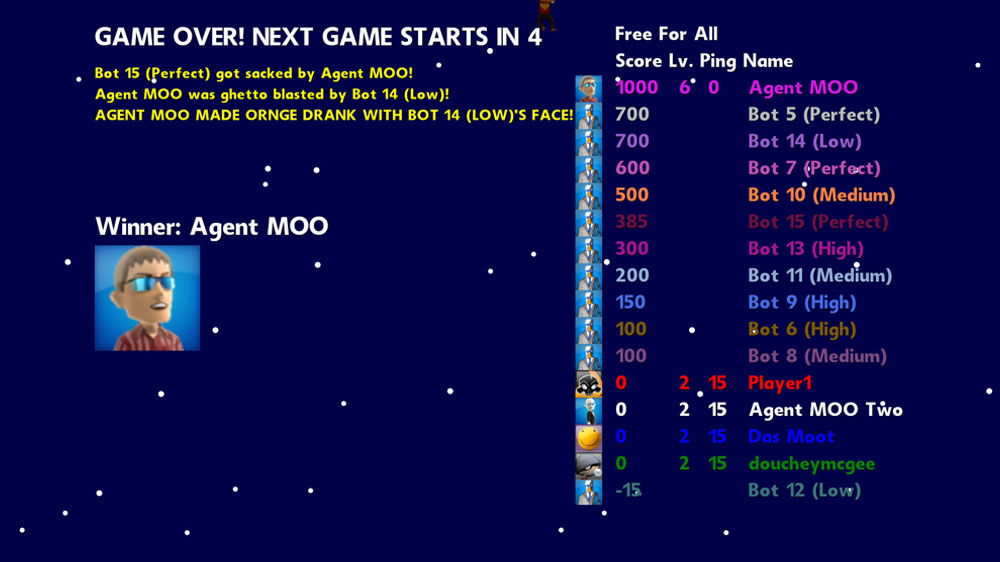 GAME OVER! NEXT GAME STARTS IN 4
Bot 15 (Perfect) got sacked by Agent MOO!
Agent MOO was ghetto blasted by Bot 14 (Low)!
AGENT MOO MADE ORNGE DRANK WITH BOT 14 (LOW)'S FACE!
Winner: Agent MOO
Free For All
Score Lv. Ping Name
1000 6 0 Agent MOO
700 Bot 5 (Perfect)
700 Bot 14 (Low)
600 Bot 7 (Perfect)
500 Bot 10 (Medium)
385 Bot 15 (Perfect)
300 Bot 13 (High)
200 Bot 11 (Medium)
150 Bot 9 (High)
100 Bot 6 (High)
100 Bot 8 (Medium)
0 2 15 Player1
0 2 15 Agent MOO Two
0 2 15 Das Moot
0 2 15 doucheymcgee
-15 Bot 12 (Low)